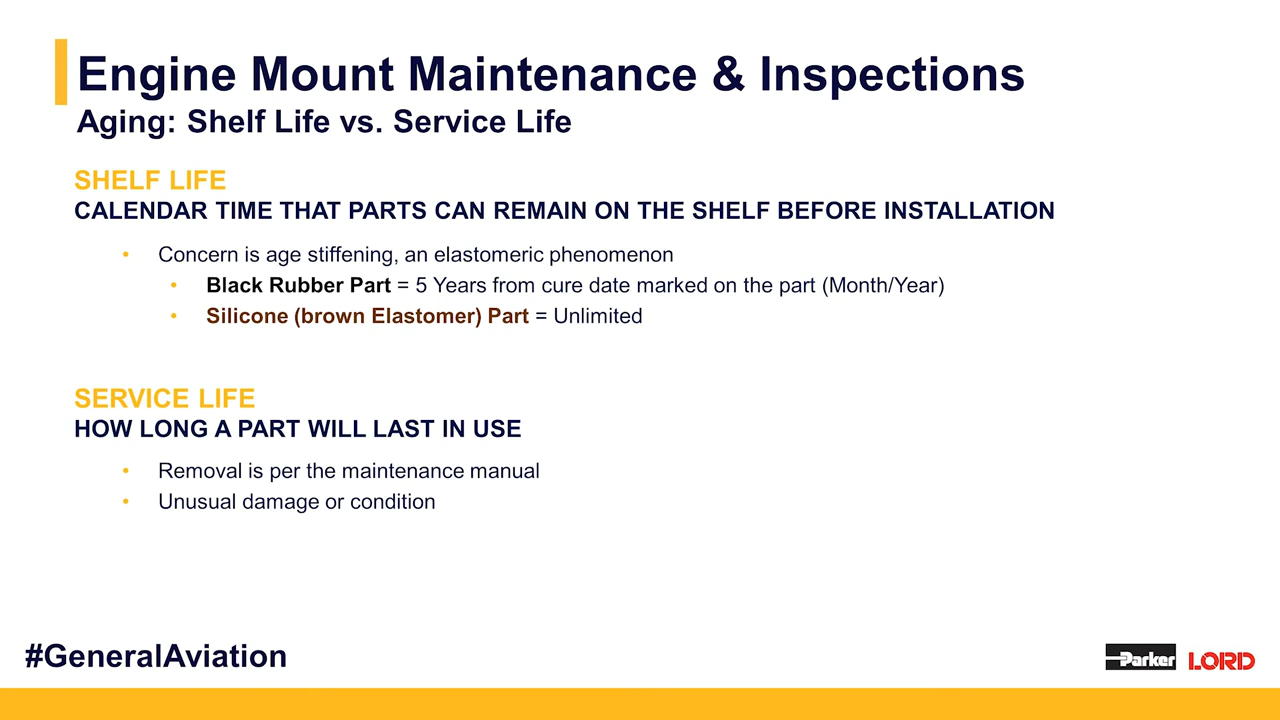 Engine Mount Maintenance & Inspections
Aging: Shelf Life vs. Service Life
SHELF LIFE
CALENDAR TIME THAT PARTS CAN REMAIN ON THE SHELF BEFORE INSTALLATION
• Concern is age stiffening, an elastomeric phenomenon
• Black Rubber Part = 5 Years from cure date marked on the part (Month/Year)
• Silicone (brown Elastomer) Part = Unlimited
SERVICE LIFE
HOW LONG A PART WILL LAST IN USE
• Removal is per the maintenance manual
• Unusual damage or condition
#GeneralAviation
Parker LORD